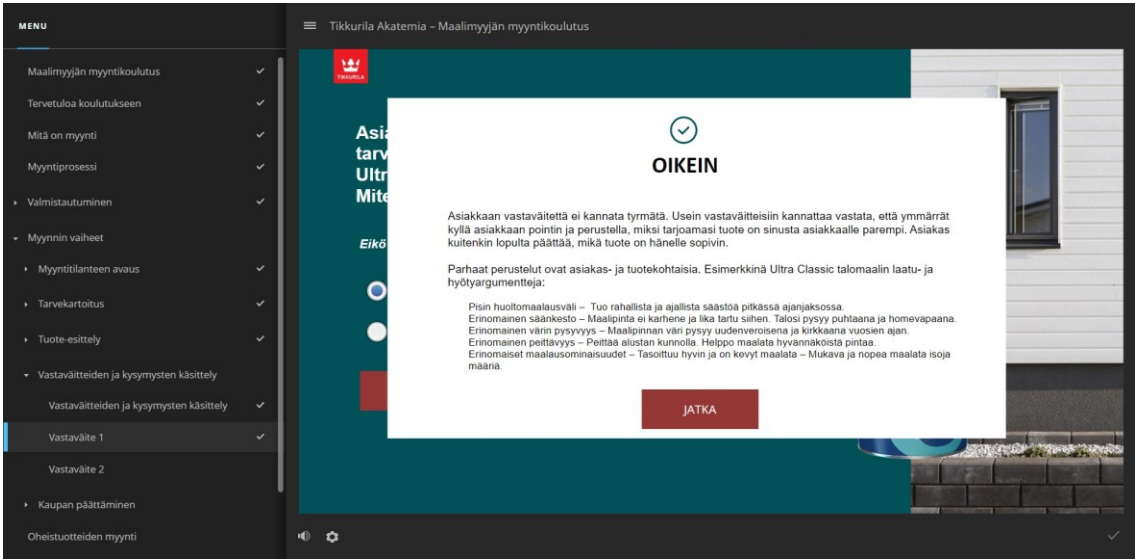 MENU
Maalimyyjän myyntikoulutus
Tervetuloa koulutukseen
Mitä on myynti
Myyntiprosessi
Valmistautuminen
Myynnin vaiheet
Myyntitilanteen avaus
Tarvekartoitus
Tuote-esittely
Vastaväitteiden ja kysymysten käsittely
Vastaväitteiden ja kysymysten käsittely
Vastaväite 1
Vastaväite 2
Kaupan päättäminen
Oheistuotteiden myynti
Tikkurila Akatemia – Maalimyyjän myyntikoulutus
TIKKURILA
Asia
tarv
Ultr
Mite
Eikö
OIKEIN
Asiakkaan vastaväitettä ei kannata tyrmätä. Usein vastaväitteisiin kannattaa vastata, että ymmärrät
kyllä asiakkaan pointin ja perustella, miksi tarjoamasi tuote on sinusta asiakkaalle parempi. Asiakas
kuitenkin lopulta päättää, mikä tuote on hänelle sopivin.
Parhaat perustelut ovat asiakas- ja tuotekohtaisia. Esimerkkinä Ultra Classic talomaalin laatu- ja
hyötyargumentteja:
Pisin huoltomaalausväli – Tuo rahallista ja ajallista säästöä pitkässä ajanjaksossa.
Erinomainen säänkesto – Maalipinta ei karhene ja lika tartu siihen. Talosi pysyy puhtaana ja homevapaana.
Erinomainen värin pysyvyys – Maalipinnan väri pysyy uudenveroisena ja kirkkaana vuosien ajan.
Erinomainen peittävyys – Peittää alustan kunnolla. Helppo maalata hyvännäköistä pintaa.
Erinomaiset maalausominaisuudet – Tasoittuu hyvin ja on kevyt maalata – Mukava ja nopea maalata isoja
määriä.
JATKA